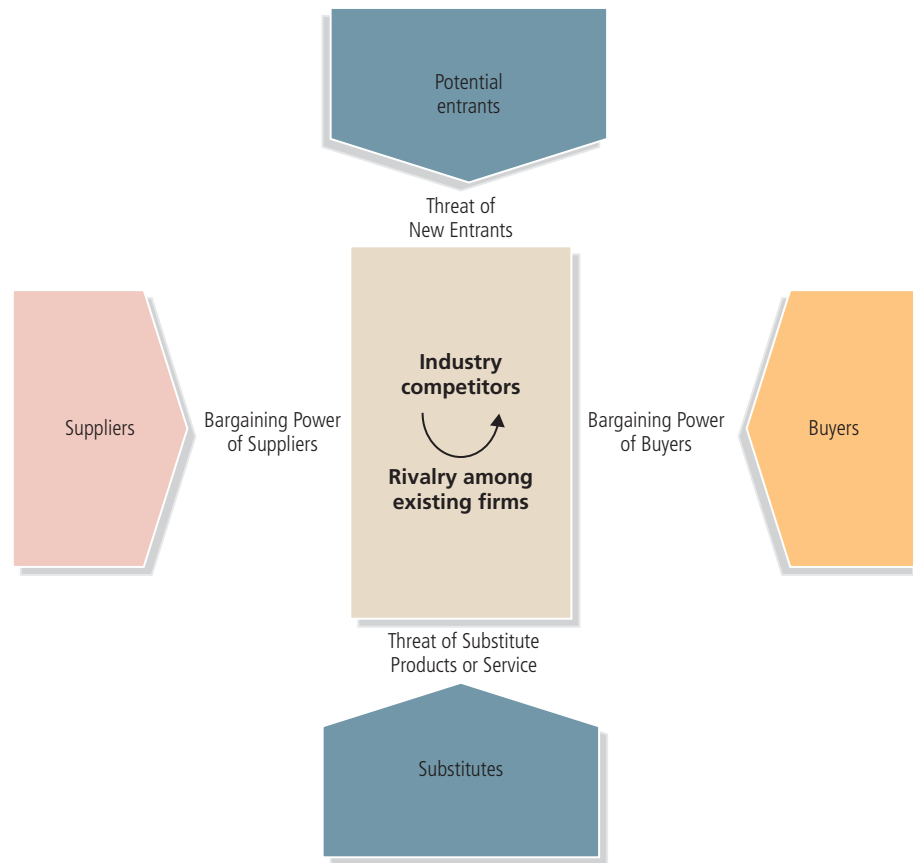 Potential
entrants
Threat of
New Entrants
Industry
competitors
Suppliers
Bargaining Power
of Suppliers
Bargaining Power
of Buyers
Buyers
Rivalry among
existing firms
Threat of Substitute
Products or Service
Substitutes